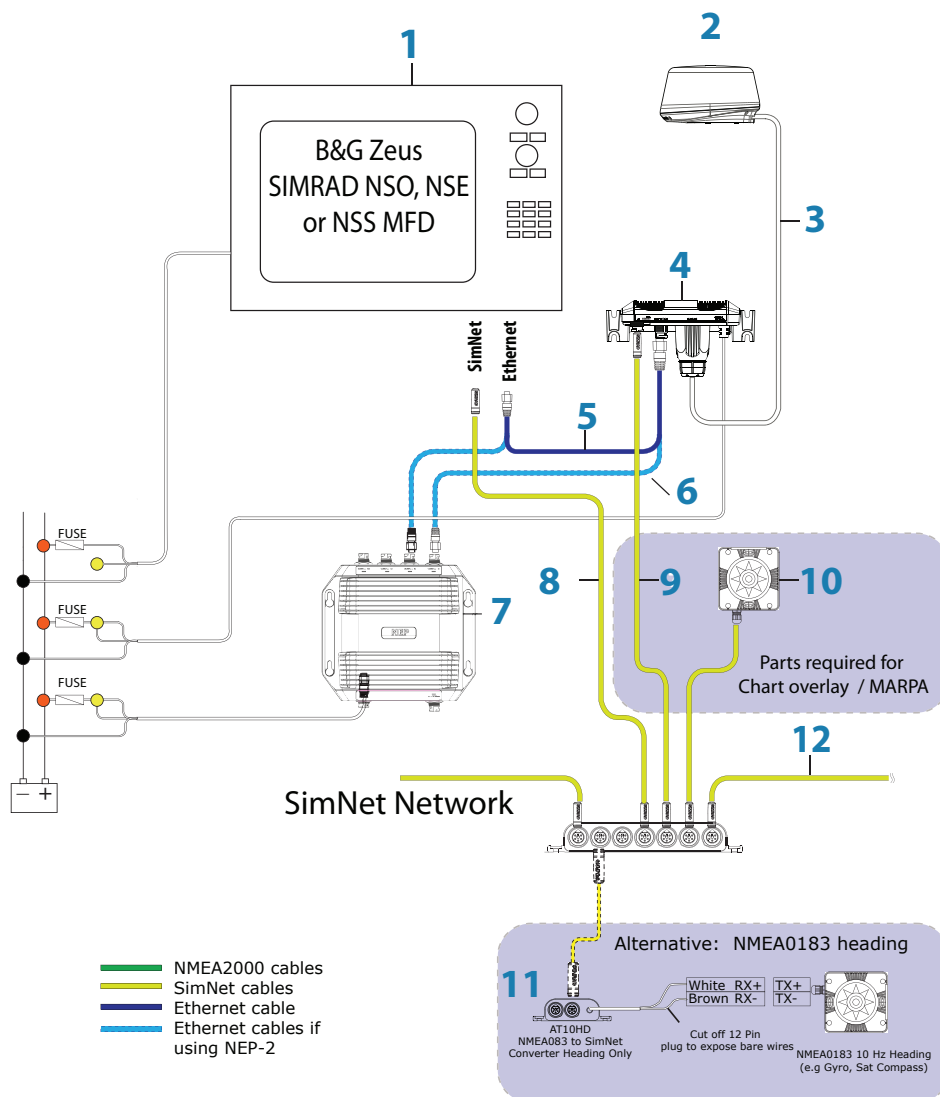 1
2
B&G Zeus
SIMRAD NSO, NSE
or NSS MFD
3
4
SimNet
Ethernet
5
6
FUSE
FUSE
FUSE
NEP
7
8
9
10
Parts required for
Chart overlay / MARPA
12
− +
SimNet Network
NMEA2000 cables
SimNet cables
Ethernet cable
Ethernet cables if
using NEP-2
Alternative: NMEA0183 heading
11
White RX+ TX+
Brown RX- TX-
AT10HD
NMEA083 to SimNet
Converter Heading Only
Cut off 12 Pin
plug to expose bare wires
NMEA0183 10 Hz Heading
(e.g Gyro, Sat Compass)